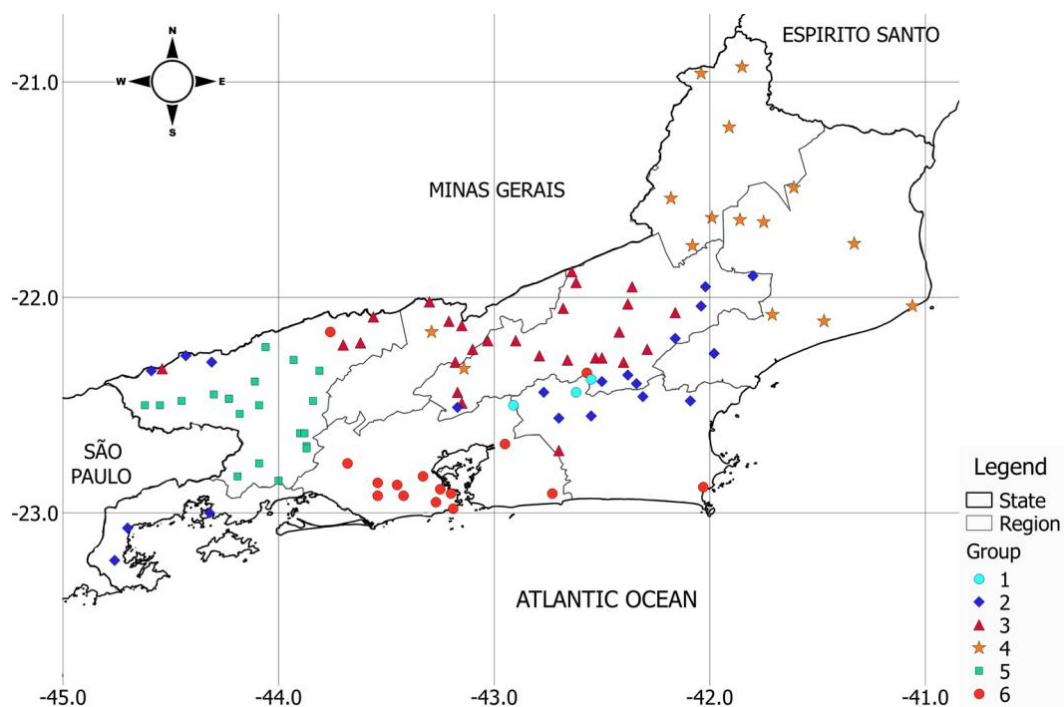 ESPIRITO SANTO
N
W
E
S
-21.0
MINAS GERAIS
-22.0
SÃO
PAULO
-23.0
ATLANTIC OCEAN
Legend
State
Region
Group
1
2
3
4
5
6
-45.0
-44.0
-43.0
-42.0
-41.0